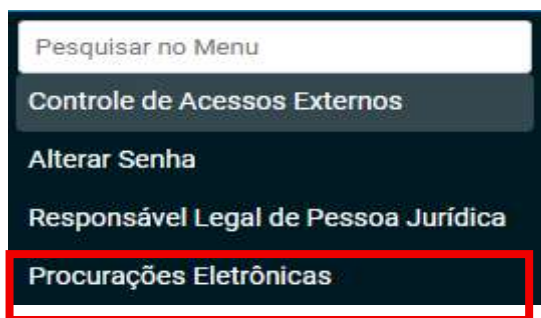 Pesquisar no Menu
Controle de Acessos Externos
Alterar Senha
Responsável Legal de Pessoa Jurídica
Procurações Eletrônicas